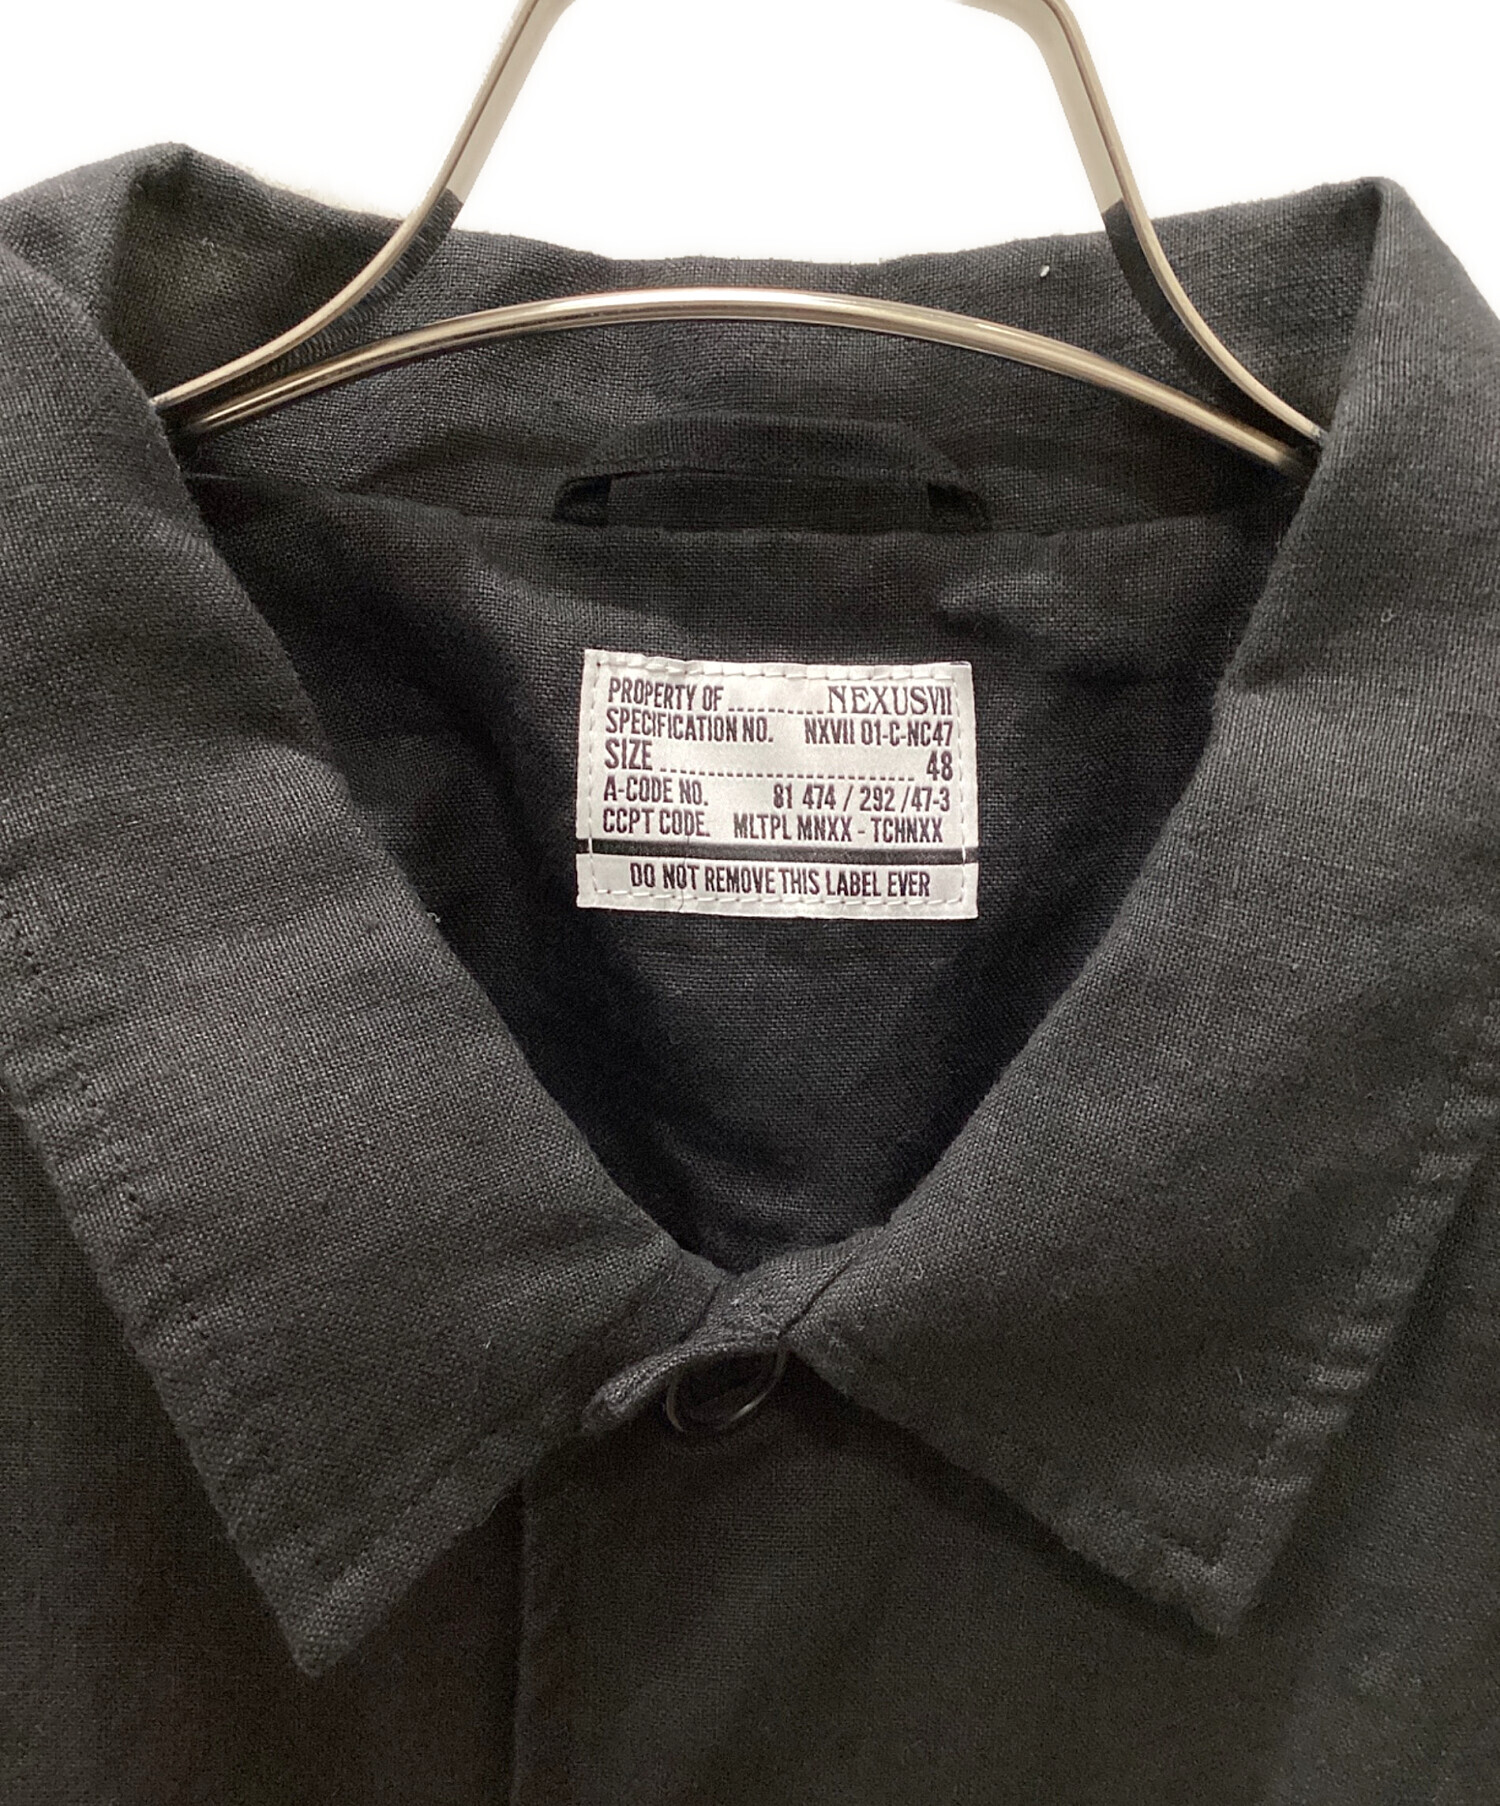 PROPERTY OF ........... NEXUSVII
SPECIFICATION NO. NXVII 01-C-NC47
SIZE .............................. 48
A-CODE NO. 81 474 / 292 /47-3
CCPT CODE. MLTPL MNXX - TCHNXX
DO NOT REMOVE THIS LABEL EVER